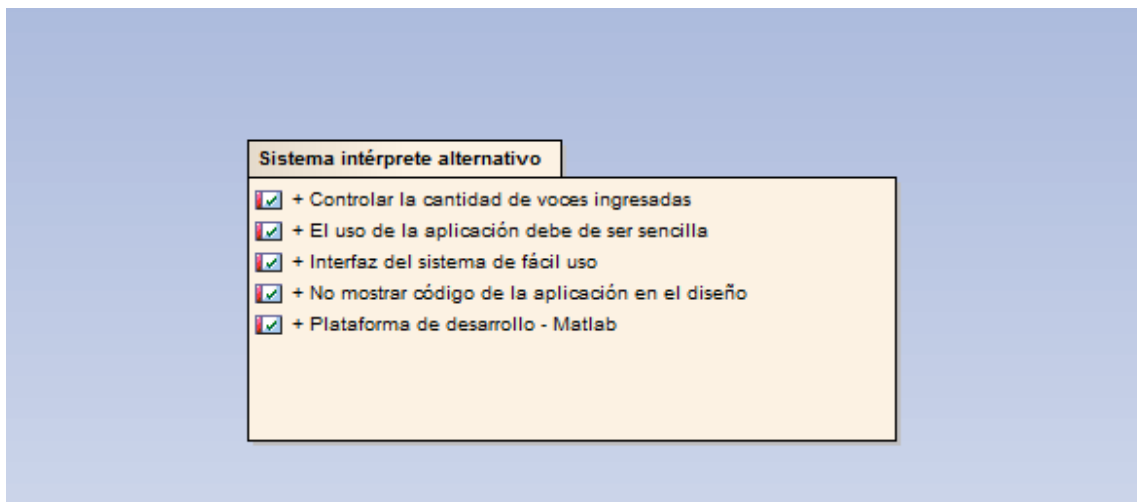 Sistema intérprete alternativo
+ Controlar la cantidad de voces ingresadas
+ El uso de la aplicación debe de ser sencilla
+ Interfaz del sistema de fácil uso
+ No mostrar código de la aplicación en el diseño
+ Plataforma de desarrollo - Matlab